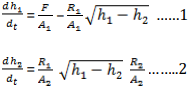 dh₁/dₜ = F/A₁ − R₁/A₁ √h₁ − h₂ ......1
dh₂/dₜ = R₁/A₂ √h₁ − h₂ R₂/A₂ ........2